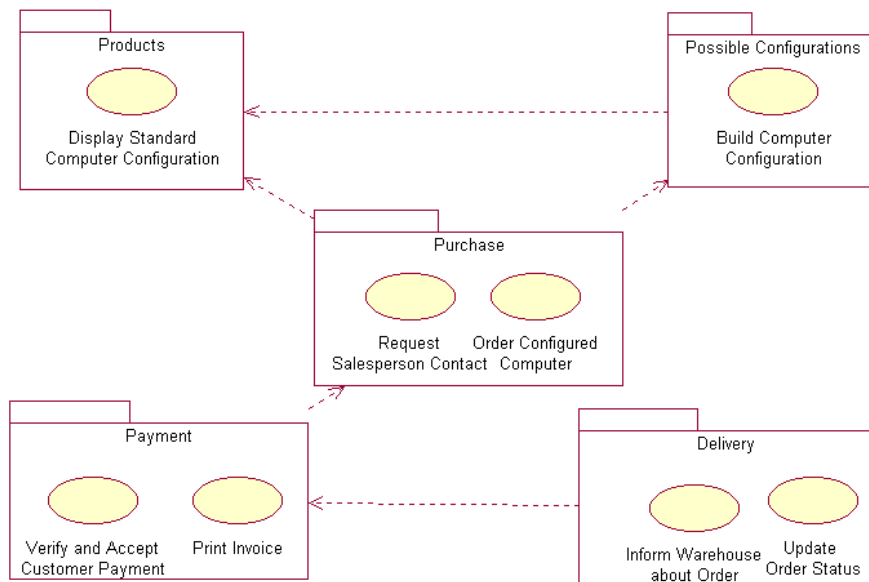 Products
Display Standard
Computer Configuration
Possible Configurations
Build Computer
Configuration
Purchase
Request
Salesperson Contact
Order Configured
Computer
Payment
Verify and Accept
Customer Payment
Print Invoice
Delivery
Inform Warehouse
about Order
Update
Order Status